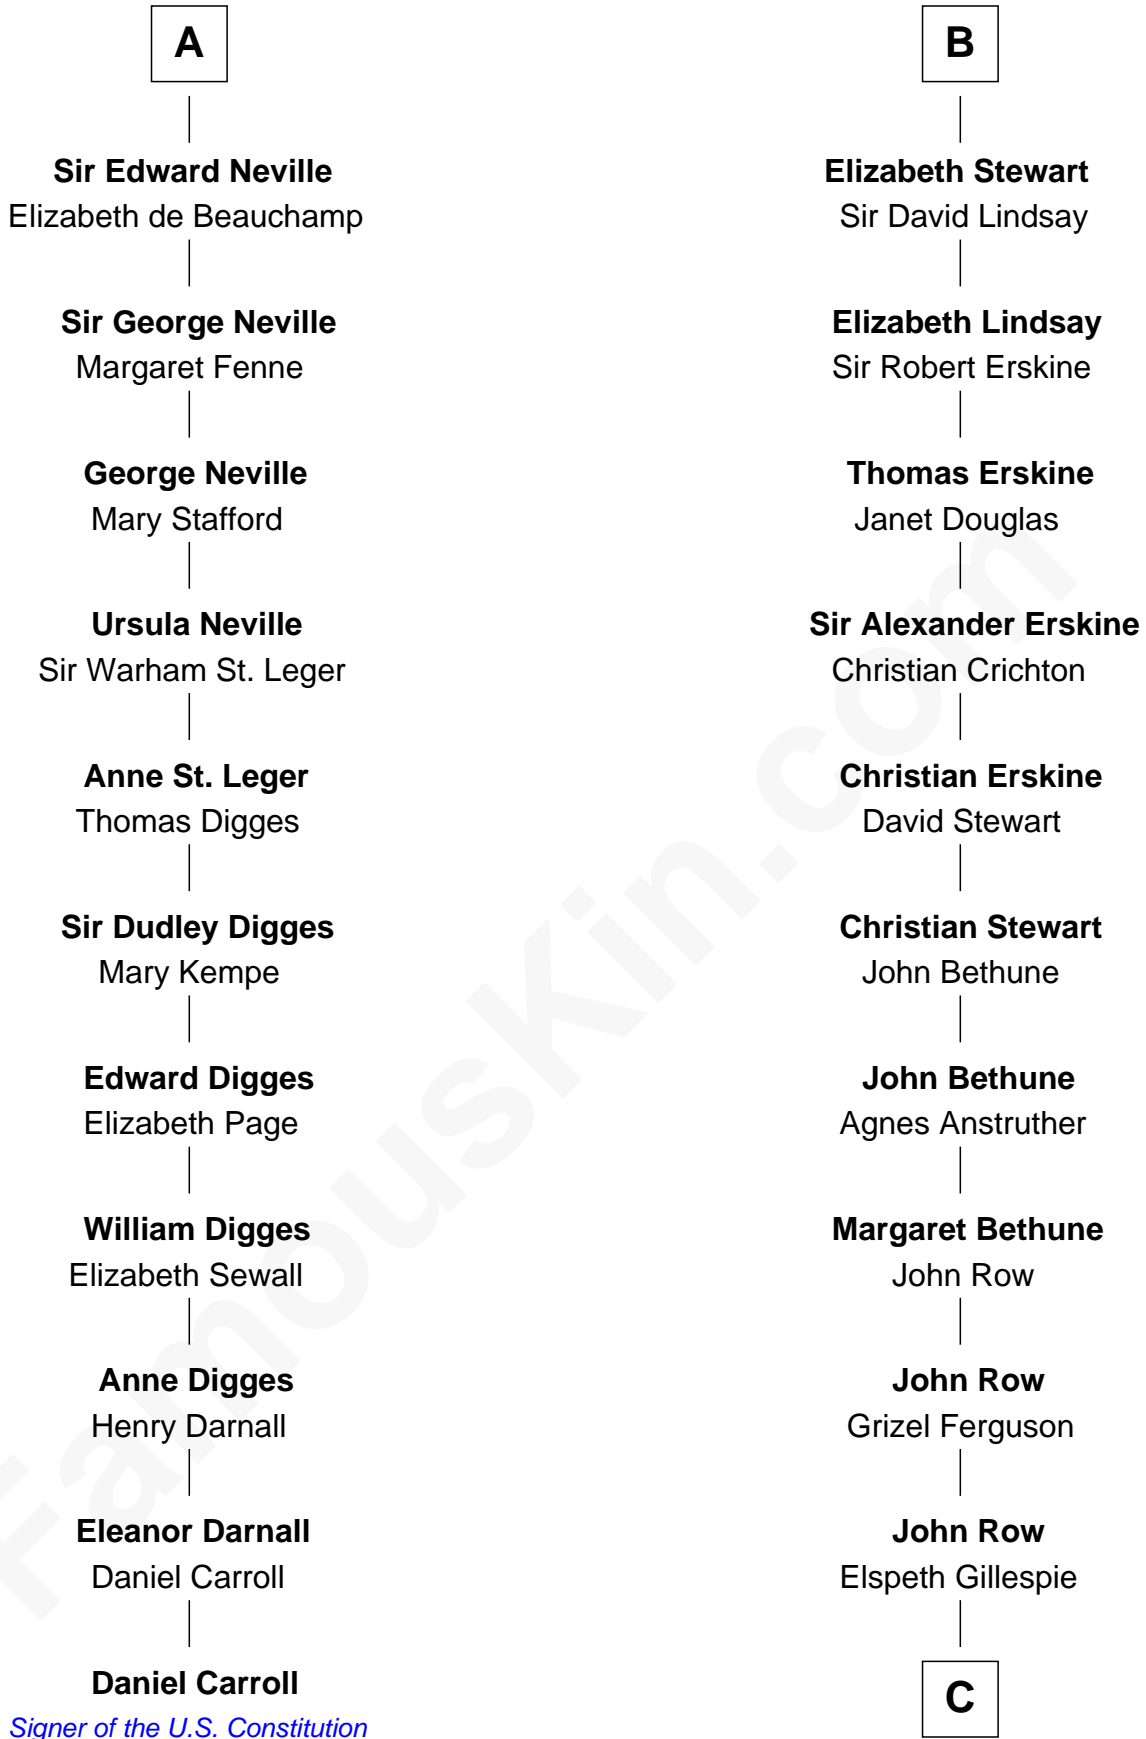 A
Sir Edward Neville
Elizabeth de Beauchamp
Sir George Neville
Margaret Fenne
George Neville
Mary Stafford
Ursula Neville
Sir Warham St. Leger
Anne St. Leger
Thomas Digges
Sir Dudley Digges
Mary Kempe
Edward Digges
Elizabeth Page
William Digges
Elizabeth Sewall
Anne Digges
Henry Darnall
Eleanor Darnall
Daniel Carroll
Daniel Carroll
Signer of the U.S. Constitution
B
Elizabeth Stewart
Sir David Lindsay
Elizabeth Lindsay
Sir Robert Erskine
Thomas Erskine
Janet Douglas
Sir Alexander Erskine
Christian Crichton
Christian Erskine
David Stewart
Christian Stewart
John Bethune
John Bethune
Agnes Anstruther
Margaret Bethune
John Row
John Row
Grizel Ferguson
John Row
Elspeth Gillespie
C
FamousKin.com